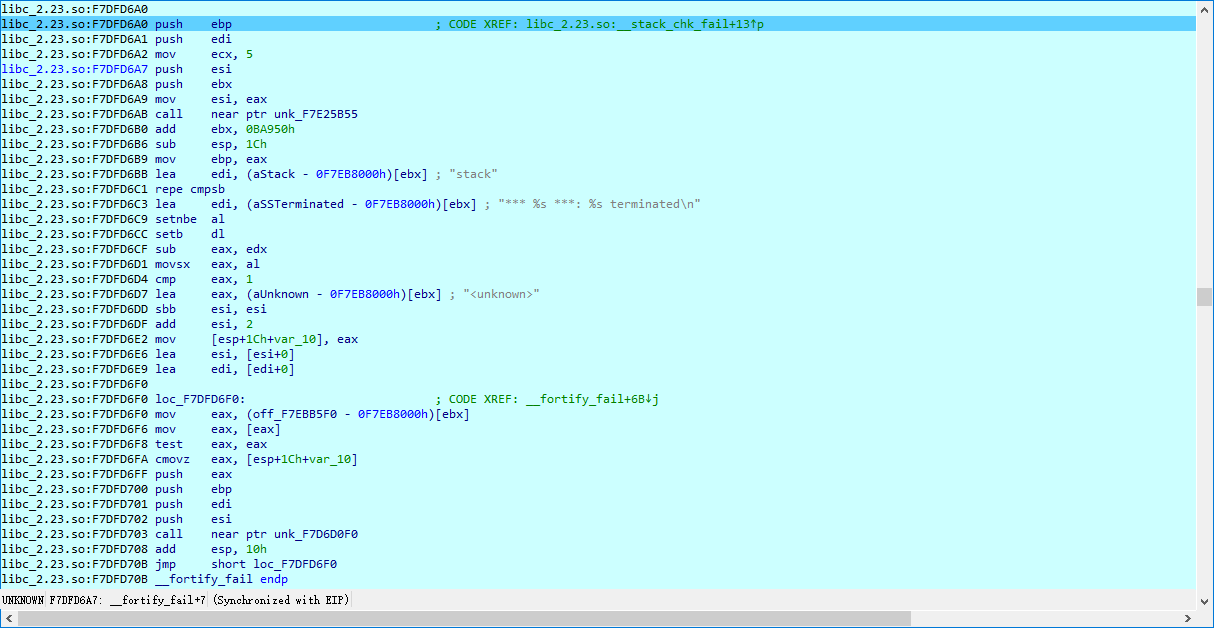 libc_2.23.so:F7DFD6A0
libc_2.23.so:F7DFD6A0 push    ebp                             ; CODE XREF: libc_2.23.so:__stack_chk_fail+13↑p
libc_2.23.so:F7DFD6A1 push    edi
libc_2.23.so:F7DFD6A2 mov     ecx, 5
libc_2.23.so:F7DFD6A7 push    esi
libc_2.23.so:F7DFD6A8 push    ebx
libc_2.23.so:F7DFD6A9 mov     esi, eax
libc_2.23.so:F7DFD6AB call    near ptr unk_F7E25B55
libc_2.23.so:F7DFD6B0 add     ebx, 0BA950h
libc_2.23.so:F7DFD6B6 sub     esp, 1Ch
libc_2.23.so:F7DFD6B9 mov     ebp, eax
libc_2.23.so:F7DFD6BB lea     edi, (aStack - 0F7EB8000h)[ebx] ; "stack"
libc_2.23.so:F7DFD6C1 repe cmpsb
libc_2.23.so:F7DFD6C3 lea     edi, (aSSTerminated - 0F7EB8000h)[ebx] ; "*** %s ***: %s terminated\n"
libc_2.23.so:F7DFD6C9 setnbe  al
libc_2.23.so:F7DFD6CC setb    dl
libc_2.23.so:F7DFD6CF sub     eax, edx
libc_2.23.so:F7DFD6D1 movsx   eax, al
libc_2.23.so:F7DFD6D4 cmp     eax, 1
libc_2.23.so:F7DFD6D7 lea     eax, (aUnknown - 0F7EB8000h)[ebx] ; "<unknown>"
libc_2.23.so:F7DFD6DD sbb     esi, esi
libc_2.23.so:F7DFD6DF add     esi, 2
libc_2.23.so:F7DFD6E2 mov     [esp+1Ch+var_10], eax
libc_2.23.so:F7DFD6E6 lea     esi, [esi+0]
libc_2.23.so:F7DFD6E9 lea     edi, [edi+0]
libc_2.23.so:F7DFD6F0
libc_2.23.so:F7DFD6F0 loc_F7DFD6F0:                           ; CODE XREF: __fortify_fail+6B↓j
libc_2.23.so:F7DFD6F0 mov     eax, (off_F7EBB5F0 - 0F7EB8000h)[ebx]
libc_2.23.so:F7DFD6F6 mov     eax, [eax]
libc_2.23.so:F7DFD6F8 test    eax, eax
libc_2.23.so:F7DFD6FA cmovz   eax, [esp+1Ch+var_10]
libc_2.23.so:F7DFD6FF push    eax
libc_2.23.so:F7DFD700 push    ebp
libc_2.23.so:F7DFD701 push    edi
libc_2.23.so:F7DFD702 push    esi
libc_2.23.so:F7DFD703 call    near ptr unk_F7D6D0F0
libc_2.23.so:F7DFD708 add     esp, 10h
libc_2.23.so:F7DFD70B jmp     short loc_F7DFD6F0
libc_2.23.so:F7DFD70B __fortify_fail endp
UNKNOWN F7DFD6A7: __fortify_fail+7 (Synchronized with EIP)